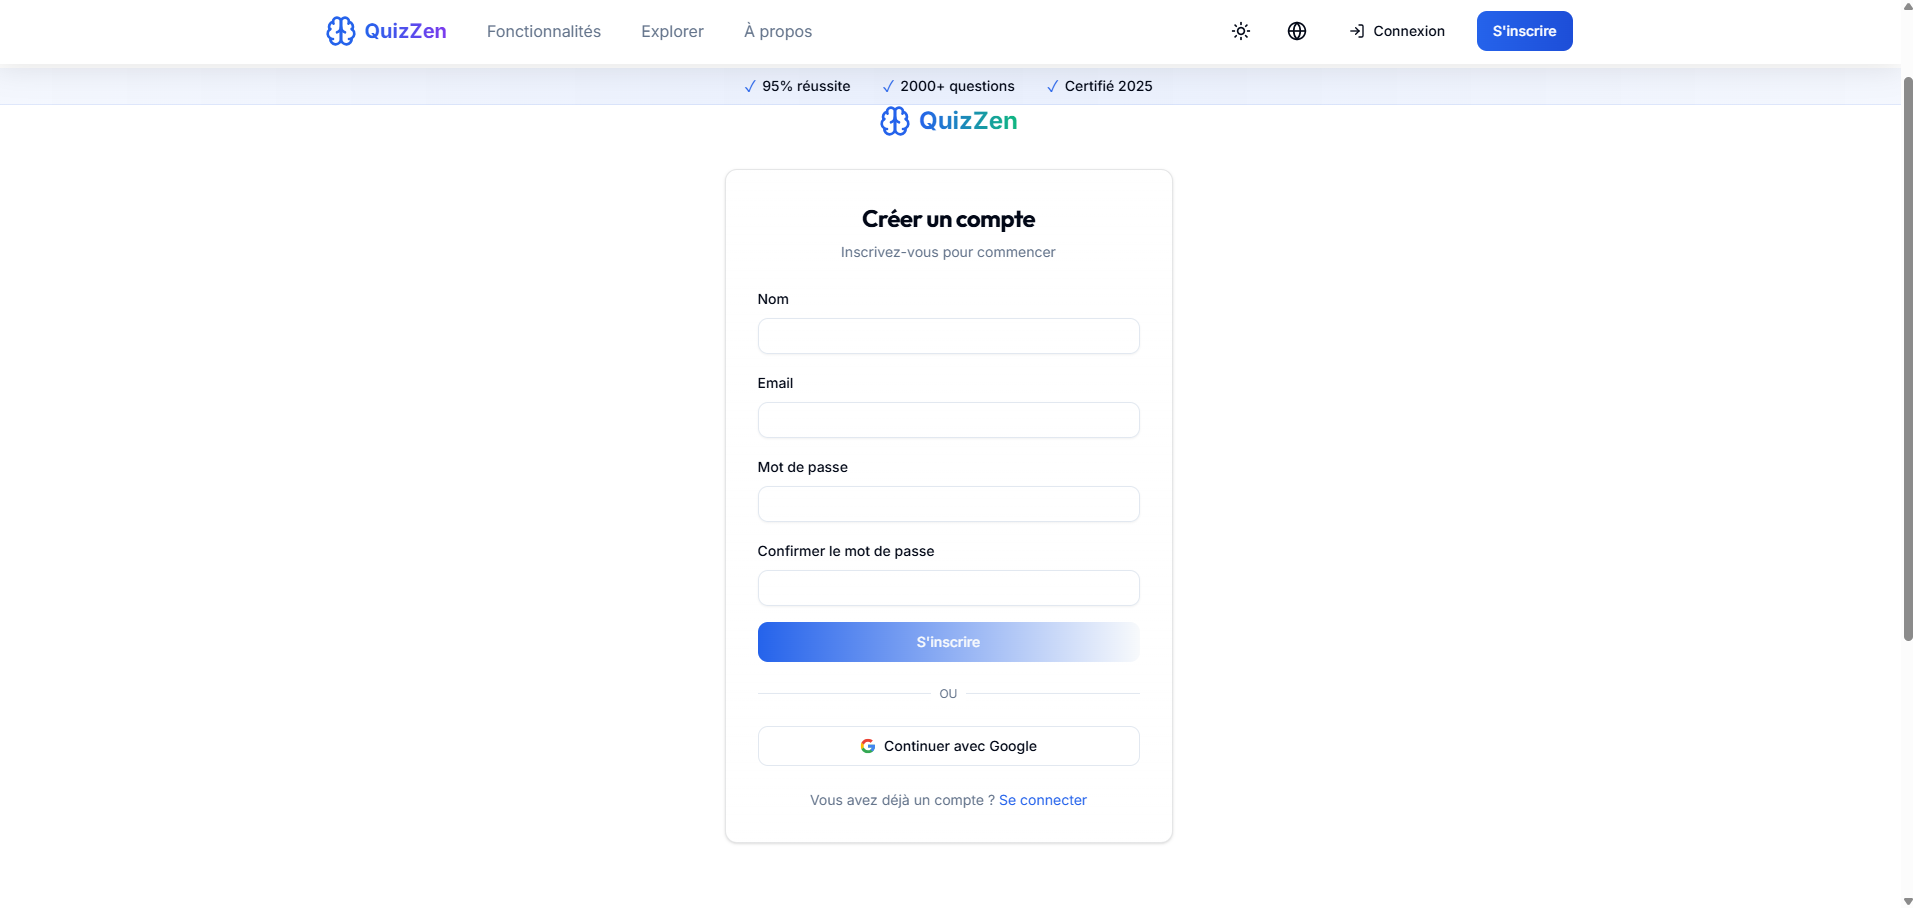 QuizZen Fonctionnalités Explorer À propos Connexion S'inscrire
✓ 95% réussite ✓ 2000+ questions ✓ Certifié 2025
QuizZen
Créer un compte
Inscrivez-vous pour commencer
Nom
Email
Mot de passe
Confirmer le mot de passe
S'inscrire
OU
Continuer avec Google
Vous avez déjà un compte ? Se connecter